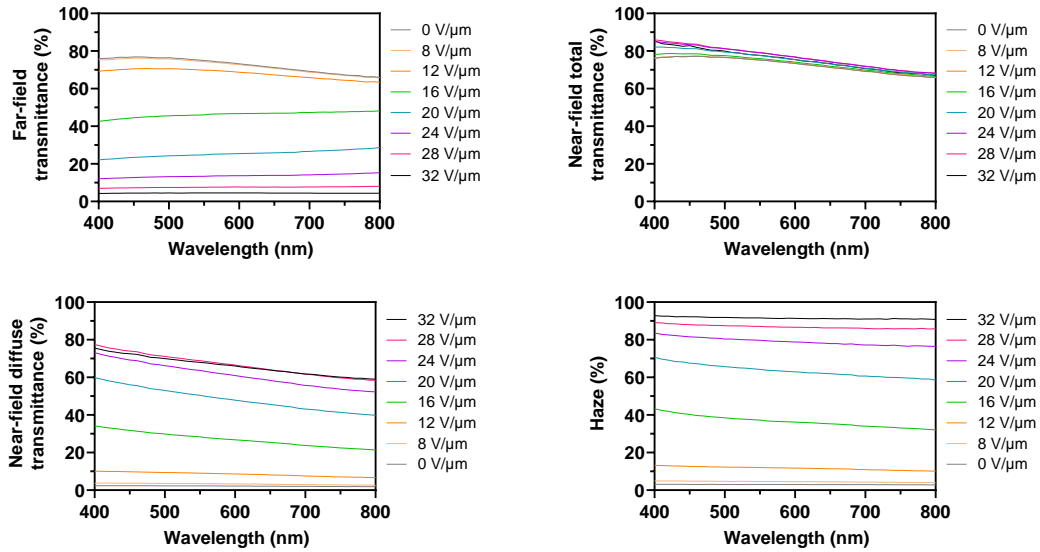 Far-field
transmittance (%)
100
80
60
40
20
0
400 500 600 700 800
Wavelength (nm)
0 V/µm
8 V/µm
12 V/µm
16 V/µm
20 V/µm
24 V/µm
28 V/µm
32 V/µm
Near-field total
transmittance (%)
100
80
60
40
20
0
400 500 600 700 800
Wavelength (nm)
0 V/µm
8 V/µm
12 V/µm
16 V/µm
20 V/µm
24 V/µm
28 V/µm
32 V/µm
Near-field diffuse
transmittance (%)
100
80
60
40
20
0
400 500 600 700 800
Wavelength (nm)
32 V/µm
28 V/µm
24 V/µm
20 V/µm
16 V/µm
12 V/µm
8 V/µm
0 V/µm
Haze (%)
100
80
60
40
20
0
400 500 600 700 800
Wavelength (nm)
32 V/µm
28 V/µm
24 V/µm
20 V/µm
16 V/µm
12 V/µm
8 V/µm
0 V/µm